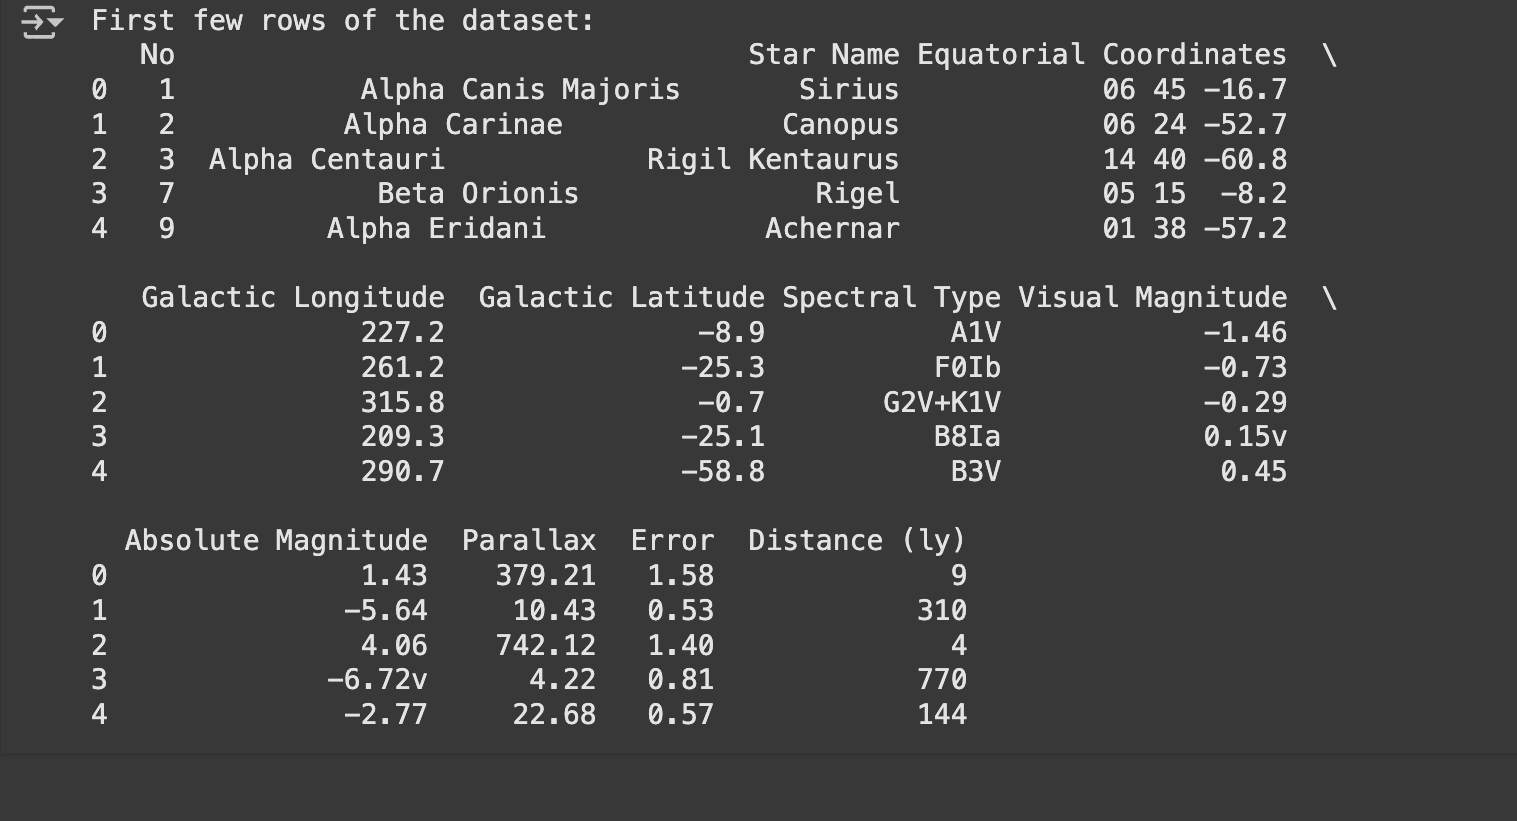 First few rows of the dataset:
   No                                   Star Name Equatorial Coordinates  \
0   1           Alpha Canis Majoris       Sirius            06 45 -16.7
1   2          Alpha Carinae             Canopus            06 24 -52.7
2   3  Alpha Centauri            Rigil Kentaurus            14 40 -60.8
3   7            Beta Orionis              Rigel            05 15  -8.2
4   9         Alpha Eridani             Achernar            01 38 -57.2
   Galactic Longitude  Galactic Latitude Spectral Type Visual Magnitude  \
0               227.2               -8.9           A1V            -1.46
1               261.2              -25.3          F0Ib            -0.73
2               315.8               -0.7       G2V+K1V            -0.29
3               209.3              -25.1          B8Ia            0.15v
4               290.7              -58.8           B3V             0.45
  Absolute Magnitude  Parallax  Error  Distance (ly)
0               1.43    379.21   1.58              9
1              -5.64     10.43   0.53            310
2               4.06    742.12   1.40              4
3             -6.72v      4.22   0.81            770
4              -2.77     22.68   0.57            144